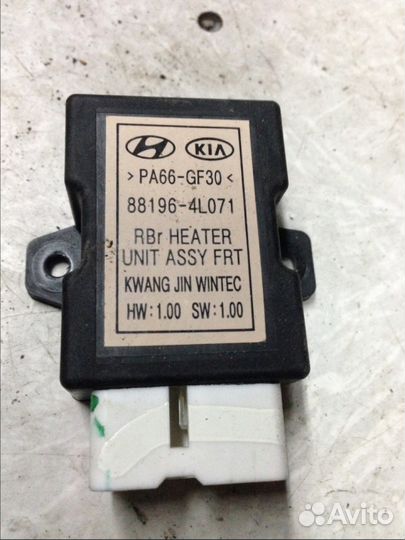 KIA
>PA66-GF30<
88196-4L071
RBr HEATER
UNIT ASSY FRT
KWANG JIN WINTEC
HW:1.00 SW:1.00
Avito